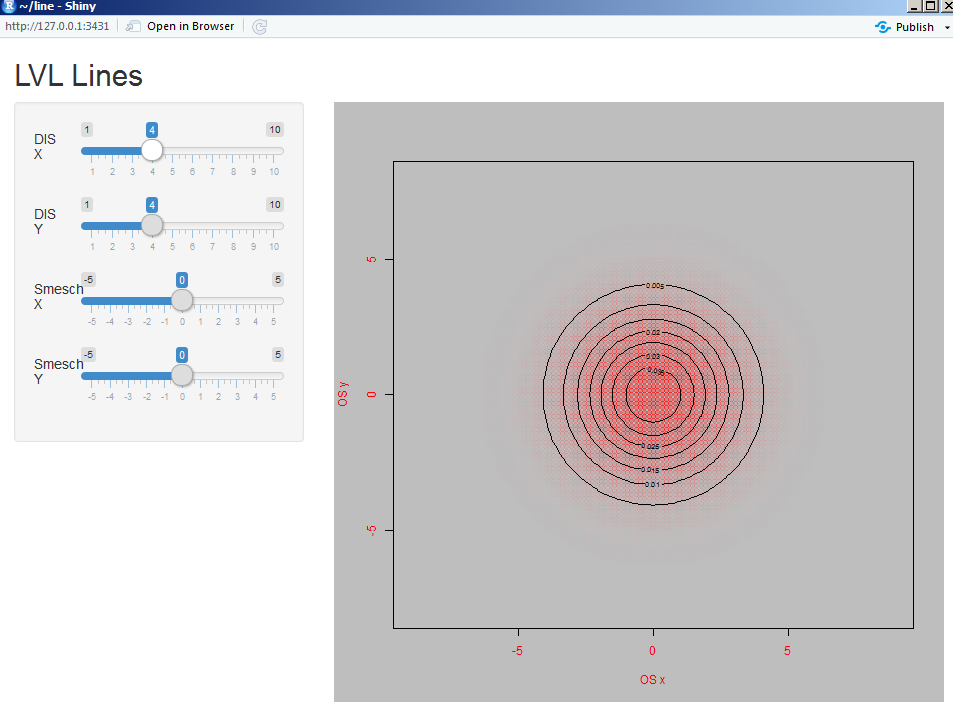 R ~/line - Shiny
http://127.0.0.1:3431 Open in Browser Publish
LVL Lines
DIS
X
1 4 10
1 2 3 4 5 6 7 8 9 10
DIS
Y
1 4 10
1 2 3 4 5 6 7 8 9 10
Smesch
X
-5 0 5
-5 -4 -3 -2 -1 0 1 2 3 4 5
Smesch
Y
-5 0 5
-5 -4 -3 -2 -1 0 1 2 3 4 5
0.005
0.02
0.03
0.035
0.025
0.015
0.01
OS y
5
0
-5
-5 0 5
OS x